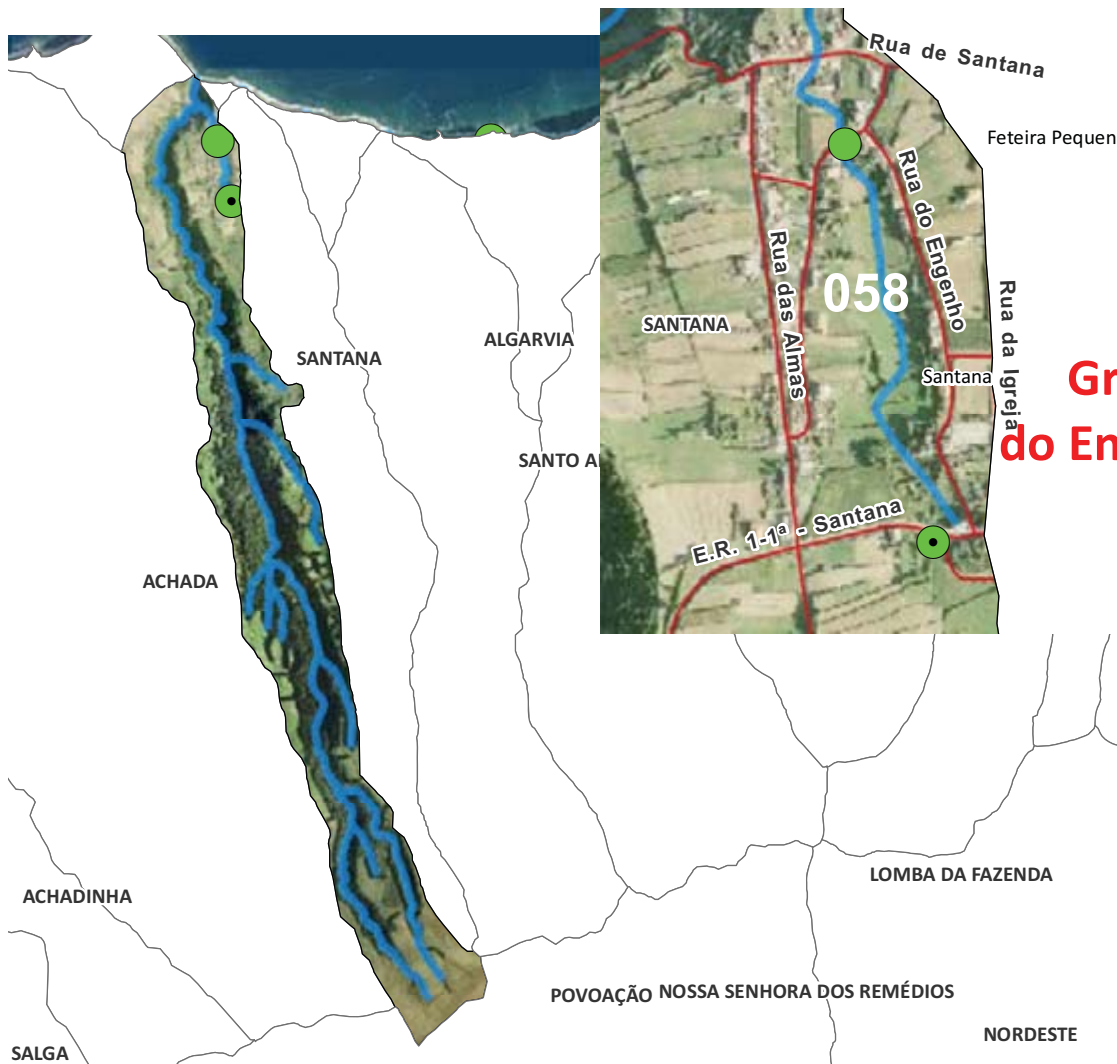 Rua de Santana
Feteira Pequen
Rua do Engenho
058
Rua das Almas
SANTANA
Rua da Igreja
Santana
Gr
do En
E.R. 1-1ª - Santana
SANTANA
ALGARVIA
SANTO A
ACHADA
ACHADINHA
LOMBA DA FAZENDA
POVOAÇÃO
NOSSA SENHORA DOS REMÉDIOS
NORDESTE
SALGA